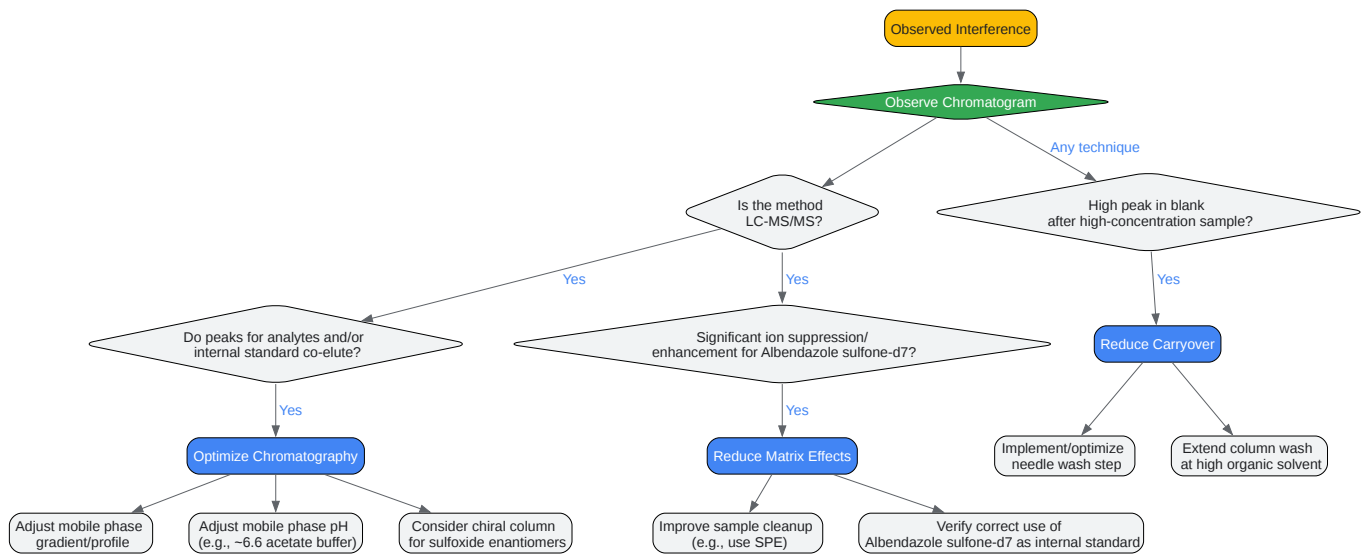 Observed Interference
Observe Chromatogram
Any technique
Is the method
LC-MS/MS?
High peak in blank
after high-concentration sample?
Yes
Yes
Yes
Do peaks for analytes and/or
internal standard co-elute?
Significant ion suppression/
enhancement for Albendazole sulfone-d7?
Reduce Carryover
Yes
Yes
Optimize Chromatography
Reduce Matrix Effects
Implement/optimize
needle wash step
Extend column wash
at high organic solvent
Adjust mobile phase
gradient/profile
Adjust mobile phase pH
(e.g., ~6.6 acetate buffer)
Consider chiral column
for sulfoxide enantiomers
Improve sample cleanup
(e.g., use SPE)
Verify correct use of
Albendazole sulfone-d7 as internal standard